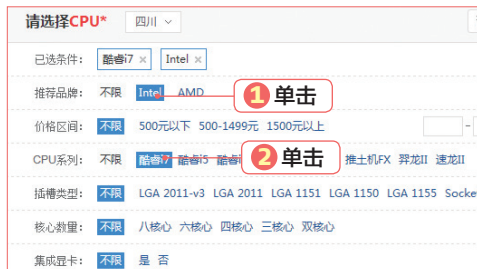 请选择CPU* 四川
已选条件: 酷睿i7 × Intel ×
推荐品牌: 不限 Intel AMD ① 单击
价格区间: 不限 500元以下 500-1499元 1500元以上 -
CPU系列: 不限 酷睿i7 酷睿i5 酷睿 ② 单击 推土机FX 羿龙II 速龙II
插槽类型: 不限 LGA 2011-v3 LGA 2011 LGA 1151 LGA 1150 LGA 1155 Socke
核心数量: 不限 八核心 六核心 四核心 三核心 双核心
集成显卡: 不限 是 否